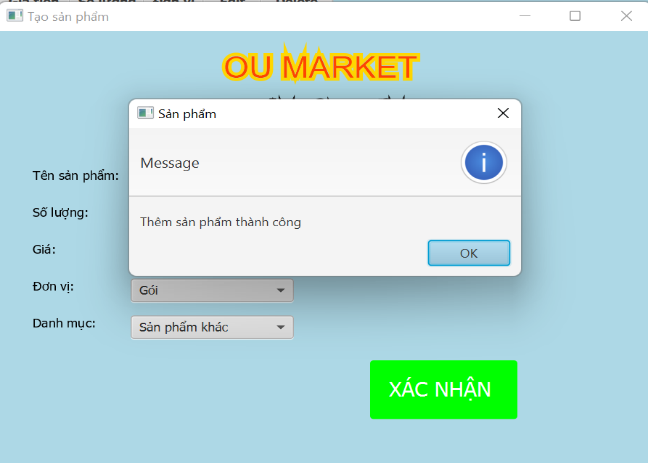 Tạo sản phẩm
OU MARKET
Sản phẩm
Message
i
Thêm sản phẩm thành công
OK
Tên sản phẩm:
Số lượng:
Giá:
Đơn vị:
Gói
Danh mục:
Sản phẩm khác
XÁC NHẬN